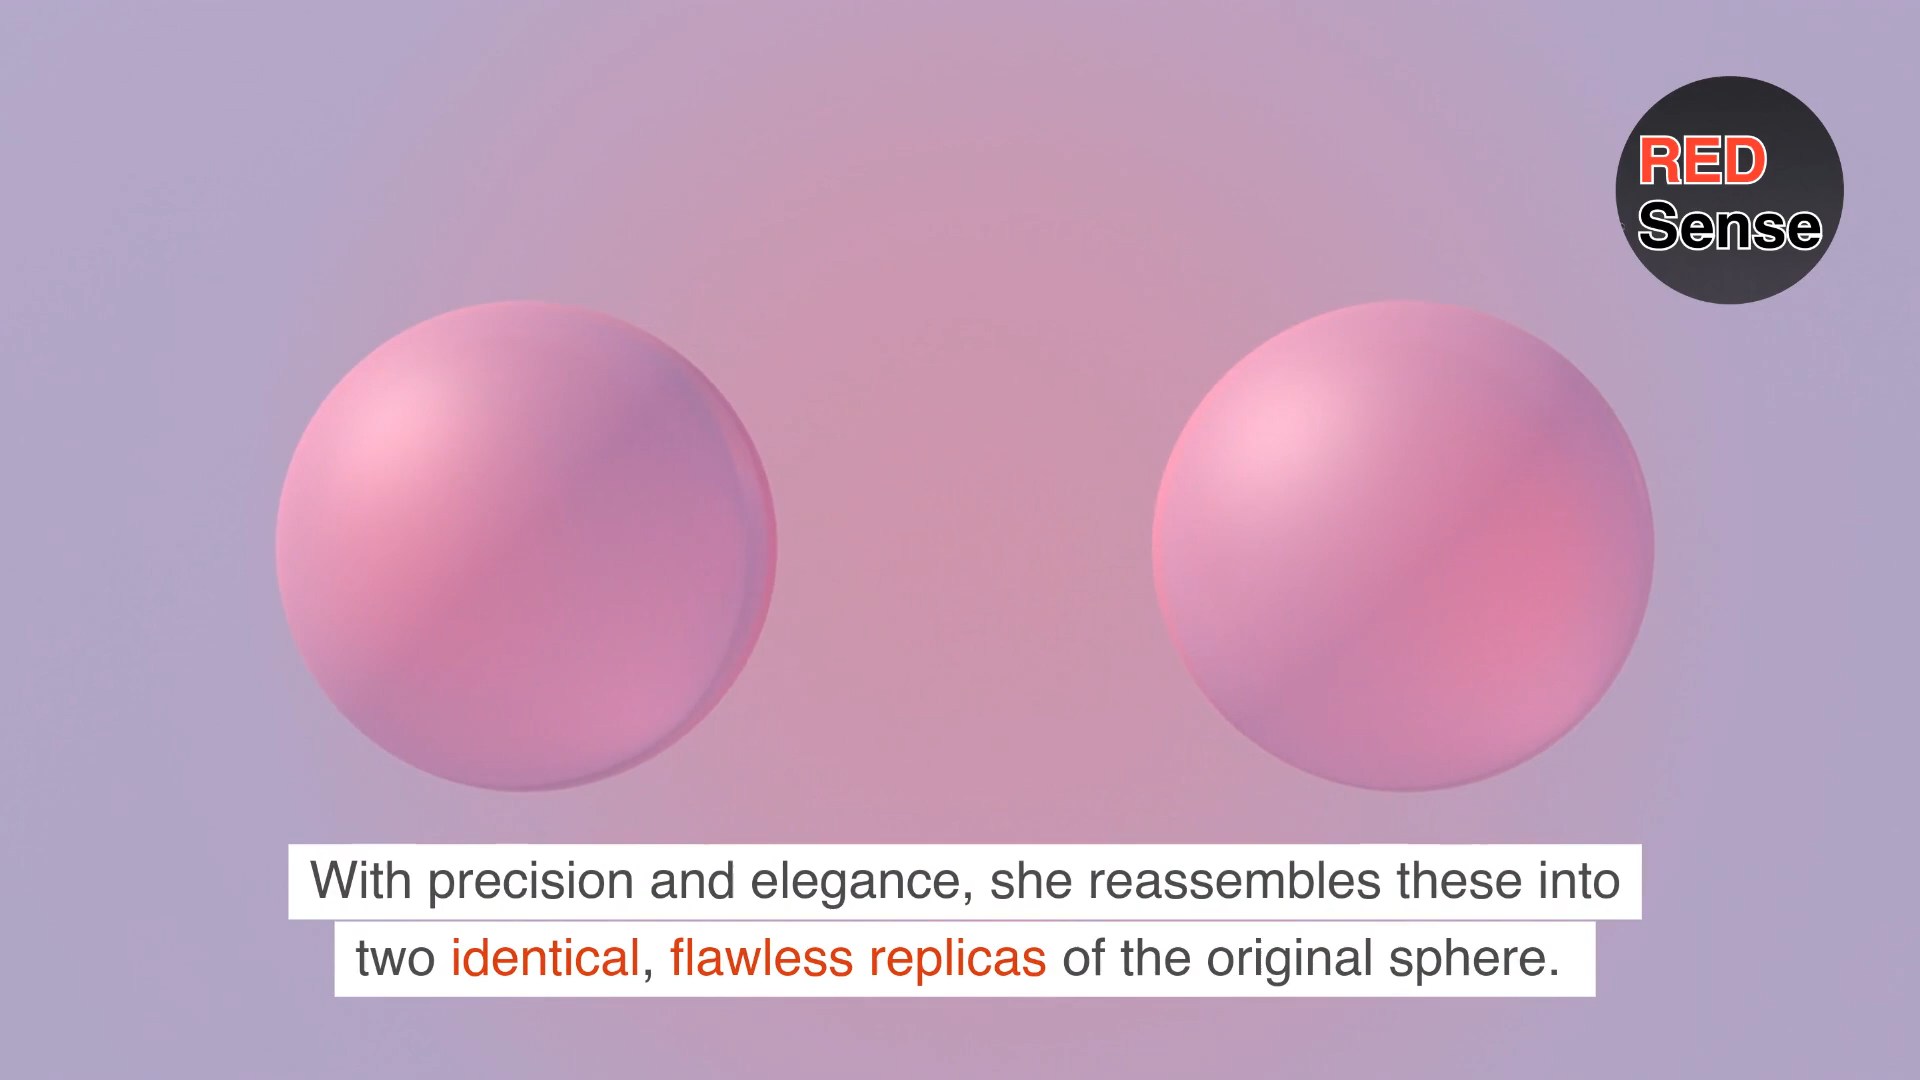 RED
Sense
With precision and elegance, she reassembles these into
two identical, flawless replicas of the original sphere.